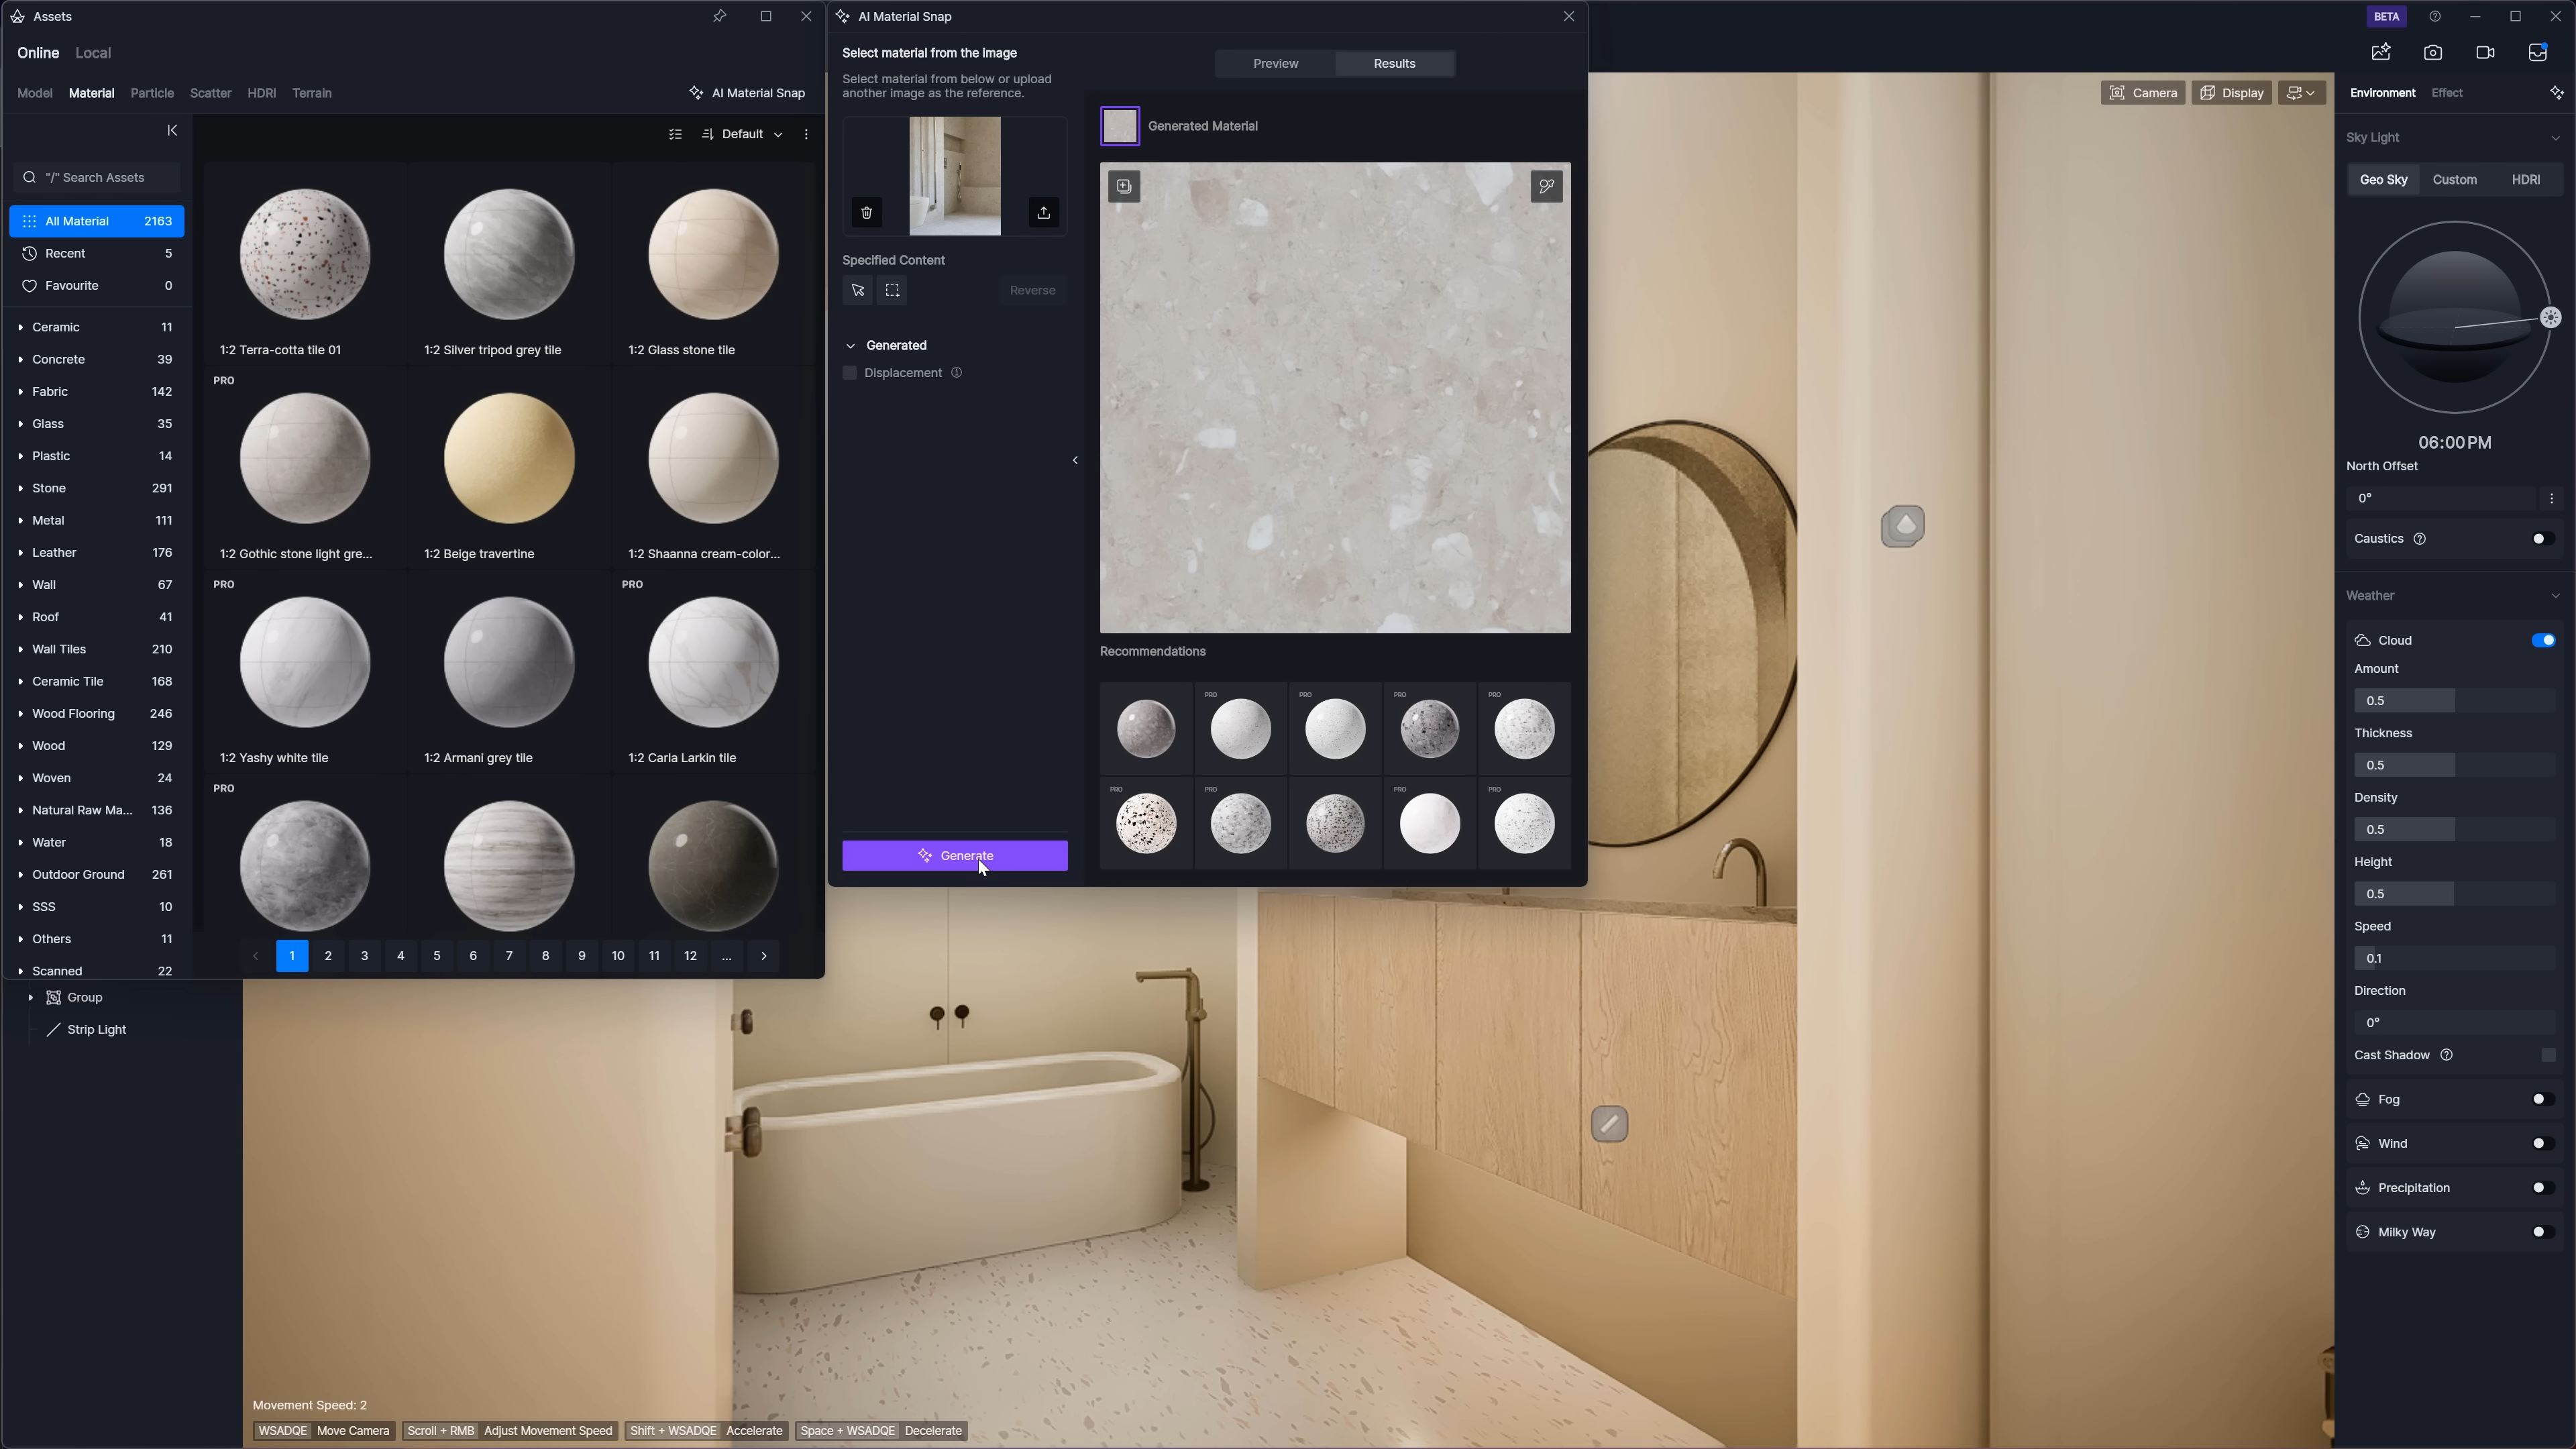 Assets
Online Local
Model Material Particle Scatter HDRI Terrain
AI Material Snap
Default
"/" Search Assets
All Material 2163
Recent 5
Favourite 0
Ceramic 11
Concrete 39
Fabric 142
Glass 35
Plastic 14
Stone 291
Metal 111
Leather 176
Wall 67
Roof 41
Wall Tiles 210
Ceramic Tile 168
Wood Flooring 246
Wood 129
Woven 24
Natural Raw Ma... 136
Water 18
Outdoor Ground 261
SSS 10
Others 11
Scanned 22
Group
Strip Light
1:2 Terra-cotta tile 01
1:2 Silver tripod grey tile
1:2 Glass stone tile
PRO
1:2 Gothic stone light gre...
1:2 Beige travertine
1:2 Shaanna cream-color...
PRO
PRO
1:2 Yashy white tile
1:2 Armani grey tile
1:2 Carla Larkin tile
PRO
1 2 3 4 5 6 7 8 9 10 11 12 ...
AI Material Snap
Select material from the image
Select material from below or upload
another image as the reference.
Specified Content
Reverse
Generated
Displacement
Generate
Preview Results
Generated Material
Recommendations
PRO PRO PRO PRO
PRO PRO PRO PRO
BETA
Camera Display
Environment Effect
Sky Light
Geo Sky Custom HDRI
06:00PM
North Offset
0°
Caustics
Weather
Cloud
Amount
0.5
Thickness
0.5
Density
0.5
Height
0.5
Speed
0.1
Direction
0°
Cast Shadow
Fog
Wind
Precipitation
Milky Way
Movement Speed: 2
WSADQE Move Camera Scroll + RMB Adjust Movement Speed Shift + WSADQE Accelerate Space + WSADQE Decelerate